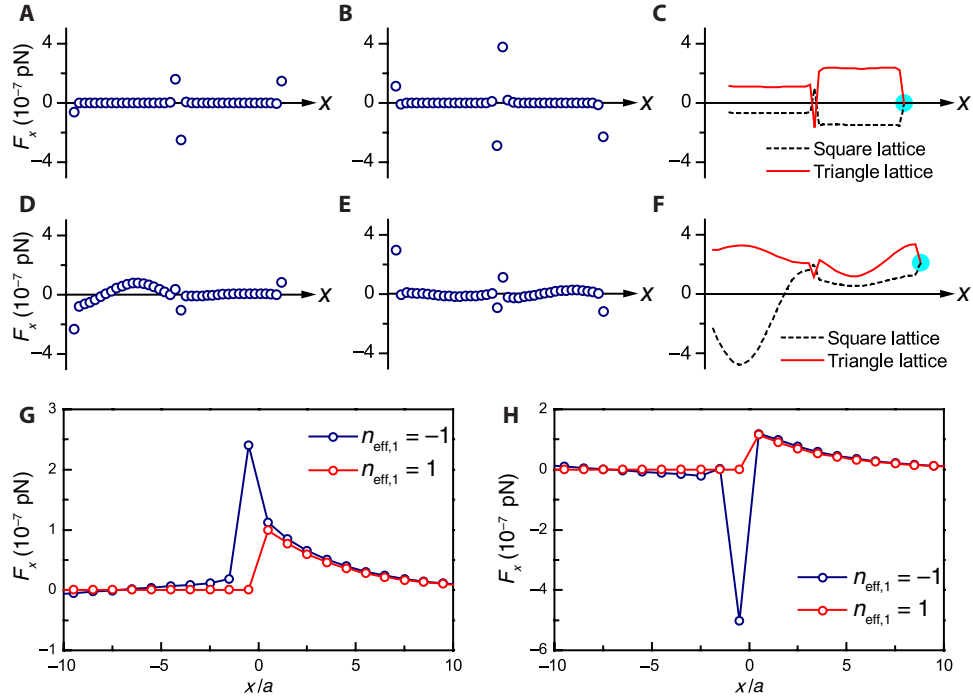 A
B
C
F_x (10⁻⁷ pN)
4
0
−4
x
4
0
−4
x
4
0
−4
x
Square lattice
Triangle lattice
D
E
F
F_x (10⁻⁷ pN)
4
0
−4
x
4
0
−4
x
4
0
−4
x
Square lattice
Triangle lattice
G
F_x (10⁻⁷ pN)
3
2
1
0
−1
n_eff,1 = −1
n_eff,1 = 1
−10
−5
0
5
10
x/a
H
F_x (10⁻⁷ pN)
2
0
−2
−4
−6
n_eff,1 = −1
n_eff,1 = 1
−10
−5
0
5
10
x/a